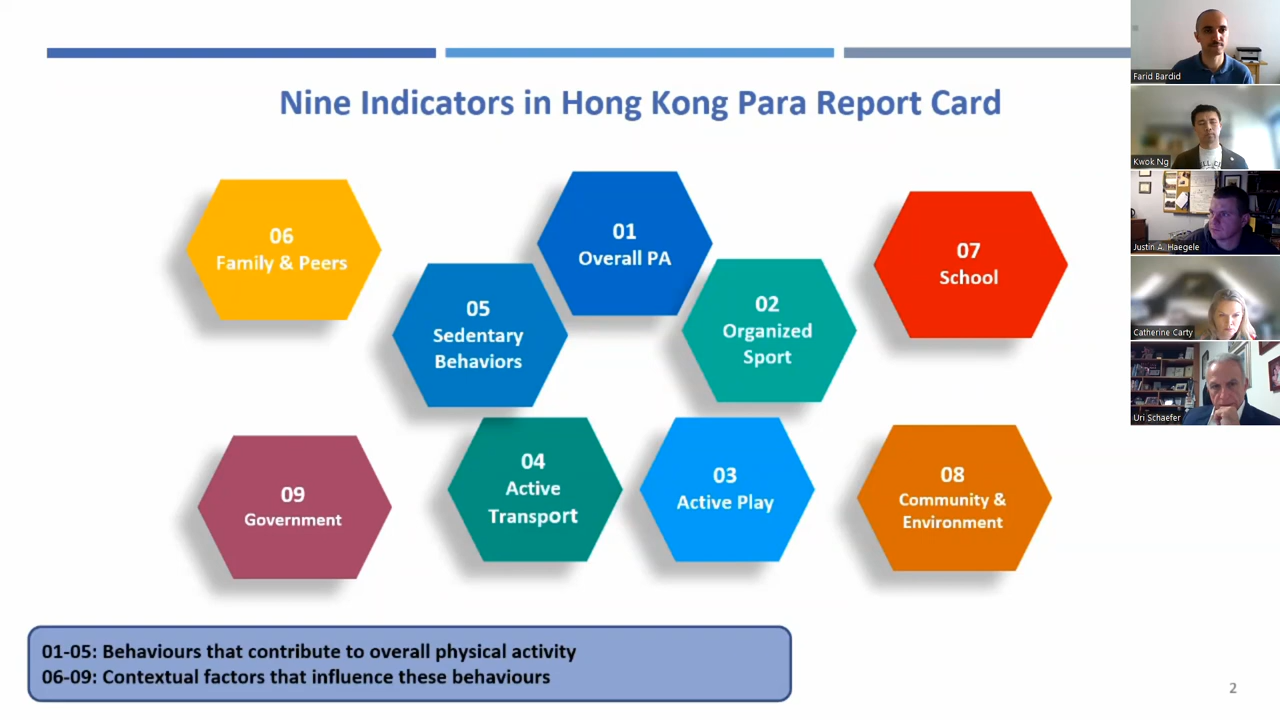 Nine Indicators in Hong Kong Para Report Card
06
Family & Peers
01
Overall PA
07
School
05
Sedentary
Behaviors
02
Organized
Sport
09
Government
04
Active
Transport
03
Active Play
08
Community &
Environment
01-05: Behaviours that contribute to overall physical activity
06-09: Contextual factors that influence these behaviours
2
Farid Bardid
Kwok Ng
Justin A. Haegele
Catherine Carty
Uri Schaefer